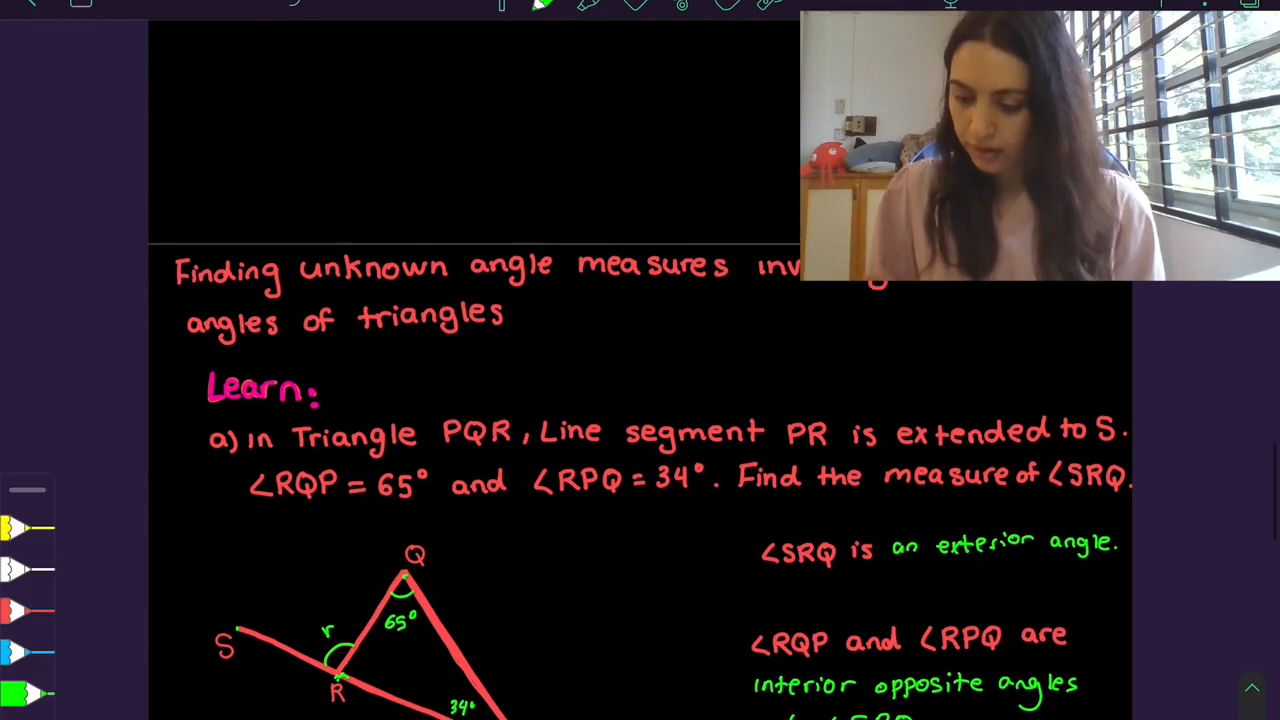 Finding unknown angle measures
angles of triangles
Learn:
a) in Triangle PQR, Line segment PR is extended to S.
∠RQP = 65° and ∠RPQ = 34°. Find the measure of ∠SRQ.
∠SRQ is an exterior angle.
Q
65°
r
S
R
34°
∠RQP and ∠RPQ are
interior opposite angles